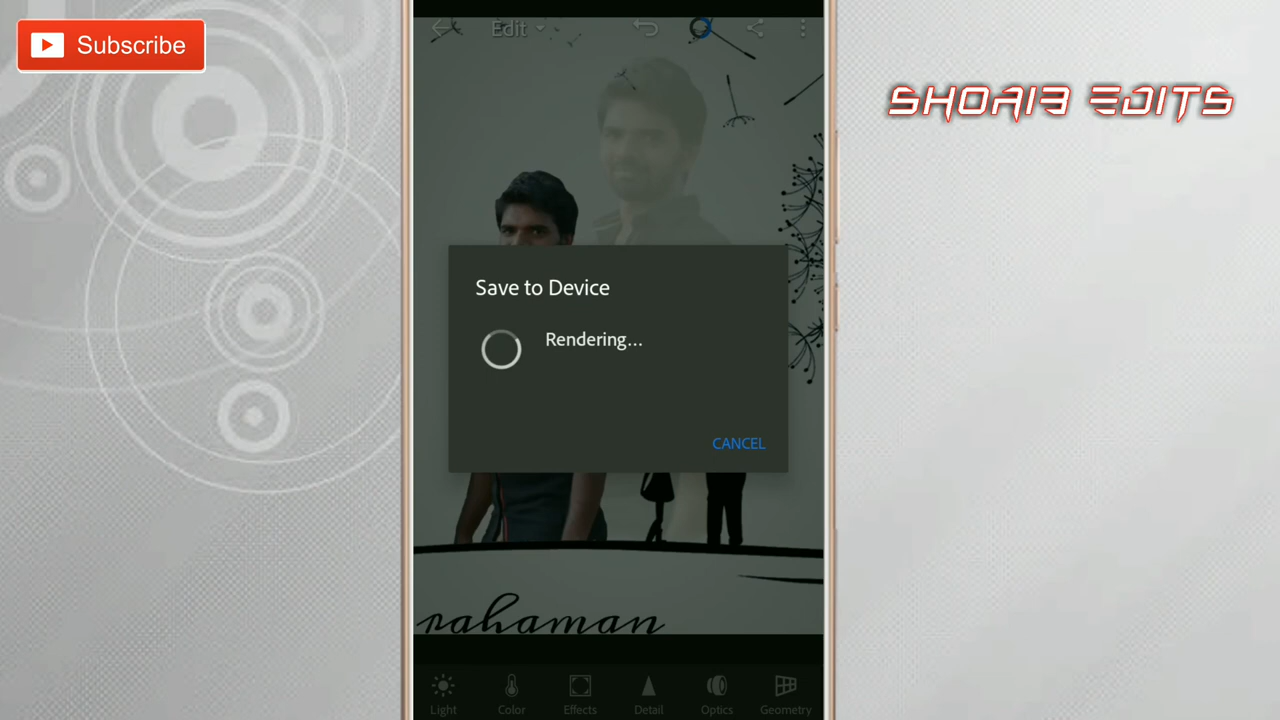 Subscribe
SHOAIB EDITS
Edit
Save to Device
Rendering...
CANCEL
rahaman
Light Color Effects Detail Optics Geometry